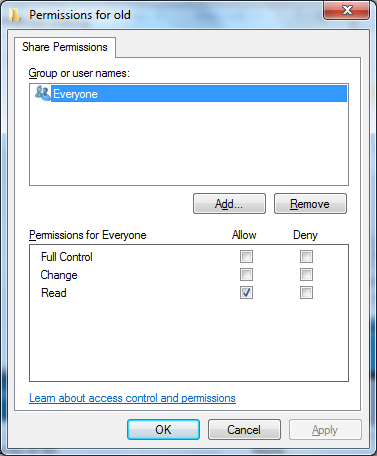 Permissions for old
Share Permissions
Group or user names:
Everyone
Add... Remove
Permissions for Everyone Allow Deny
Full Control
Change
Read
Learn about access control and permissions
OK Cancel Apply